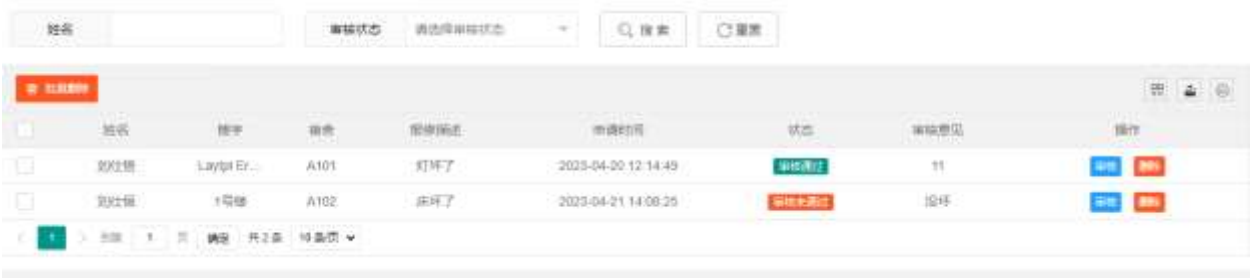 姓名 审核状态 请选择审核状态 搜索 重置
批量删除
姓名 楼宇 宿舍 报修描述 申请时间 状态 审核意见 操作
Layipi Er... A101 灯坏了 2023-04-20 12:14:49 审核通过 11 审核 删除
1号楼 A102 床坏了 2023-04-21 14:08:25 审核未通过 没坏 审核 删除
1 到第 1 页 确定 共2条 10条/页